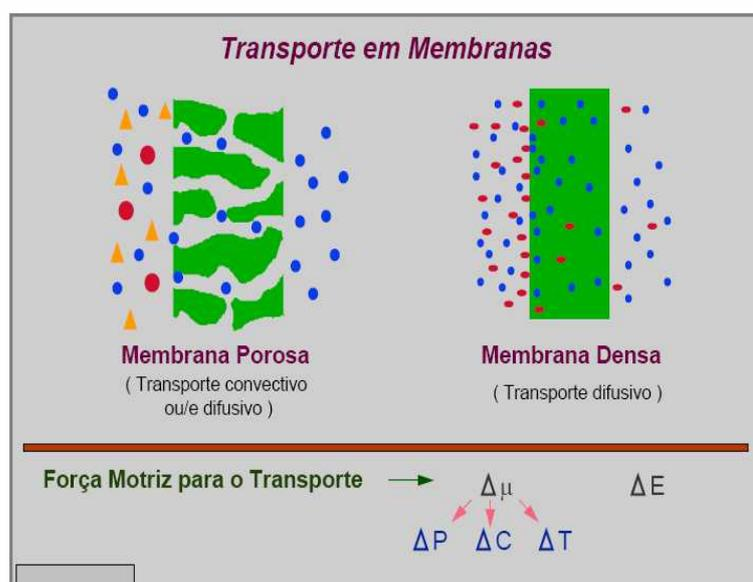 Transporte em Membranas
Membrana Porosa
( Transporte convectivo
ou/e difusivo )
Membrana Densa
( Transporte difusivo )
Força Motriz para o Transporte
Δμ
ΔE
ΔP ΔC ΔT